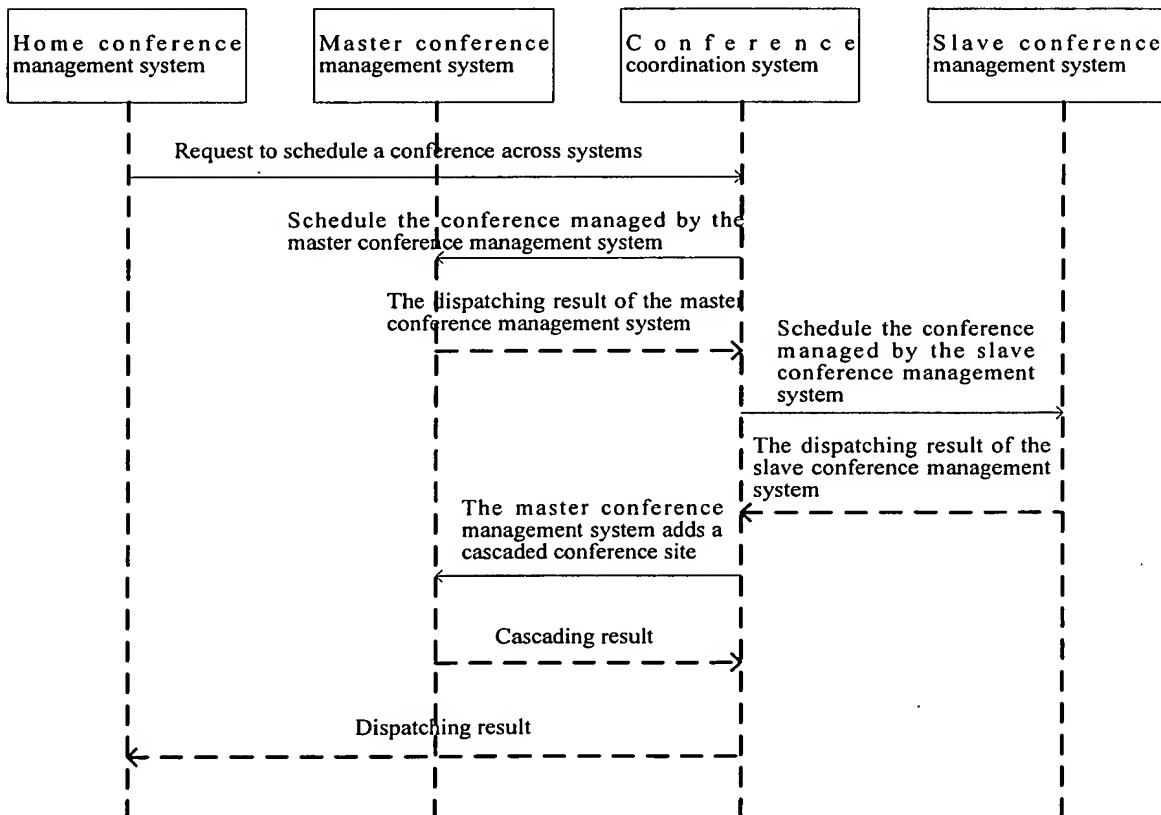 Home conference
management system
Master conference
management system
Conference
coordination system
Slave conference
management system
Request to schedule a conference across systems
Schedule the conference managed by the
master conference management system
The dispatching result of the master
conference management system
Schedule the conference
managed by the slave
conference management
system
The dispatching result of the
slave conference management
system
The master conference
management system adds a
cascaded conference site
Cascading result
Dispatching result